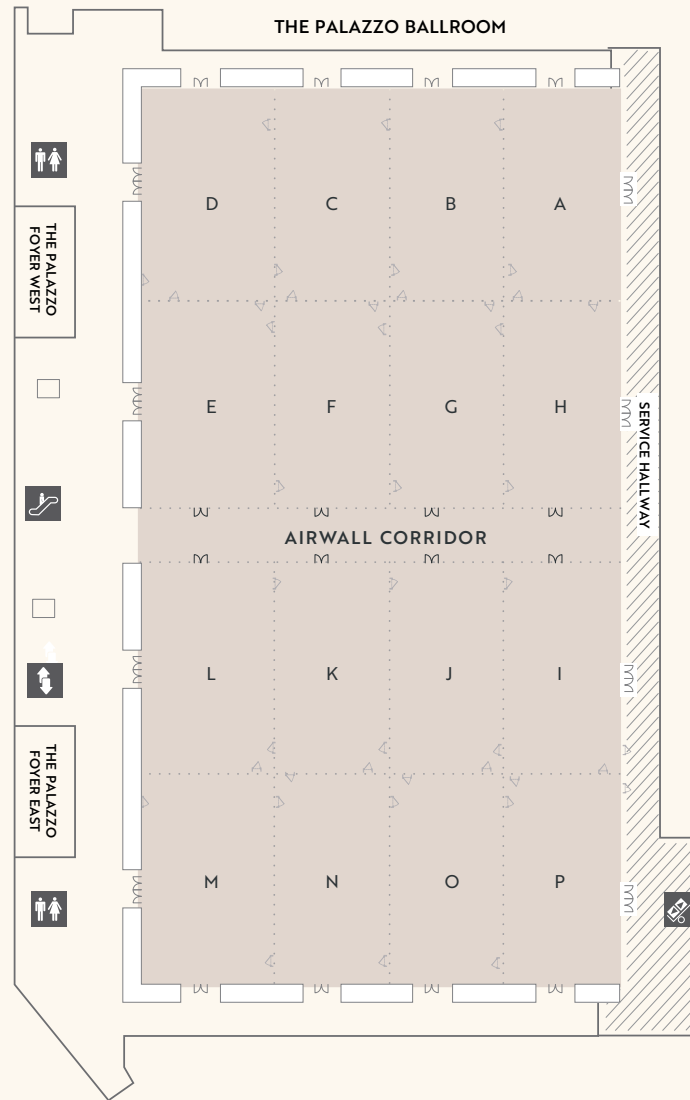 THE PALAZZO BALLROOM
D C B A
THE PALAZZO
FOYER WEST
E F G H
SERVICE HALLWAY
AIRWALL CORRIDOR
L K J I
THE PALAZZO
FOYER EAST
M N O P